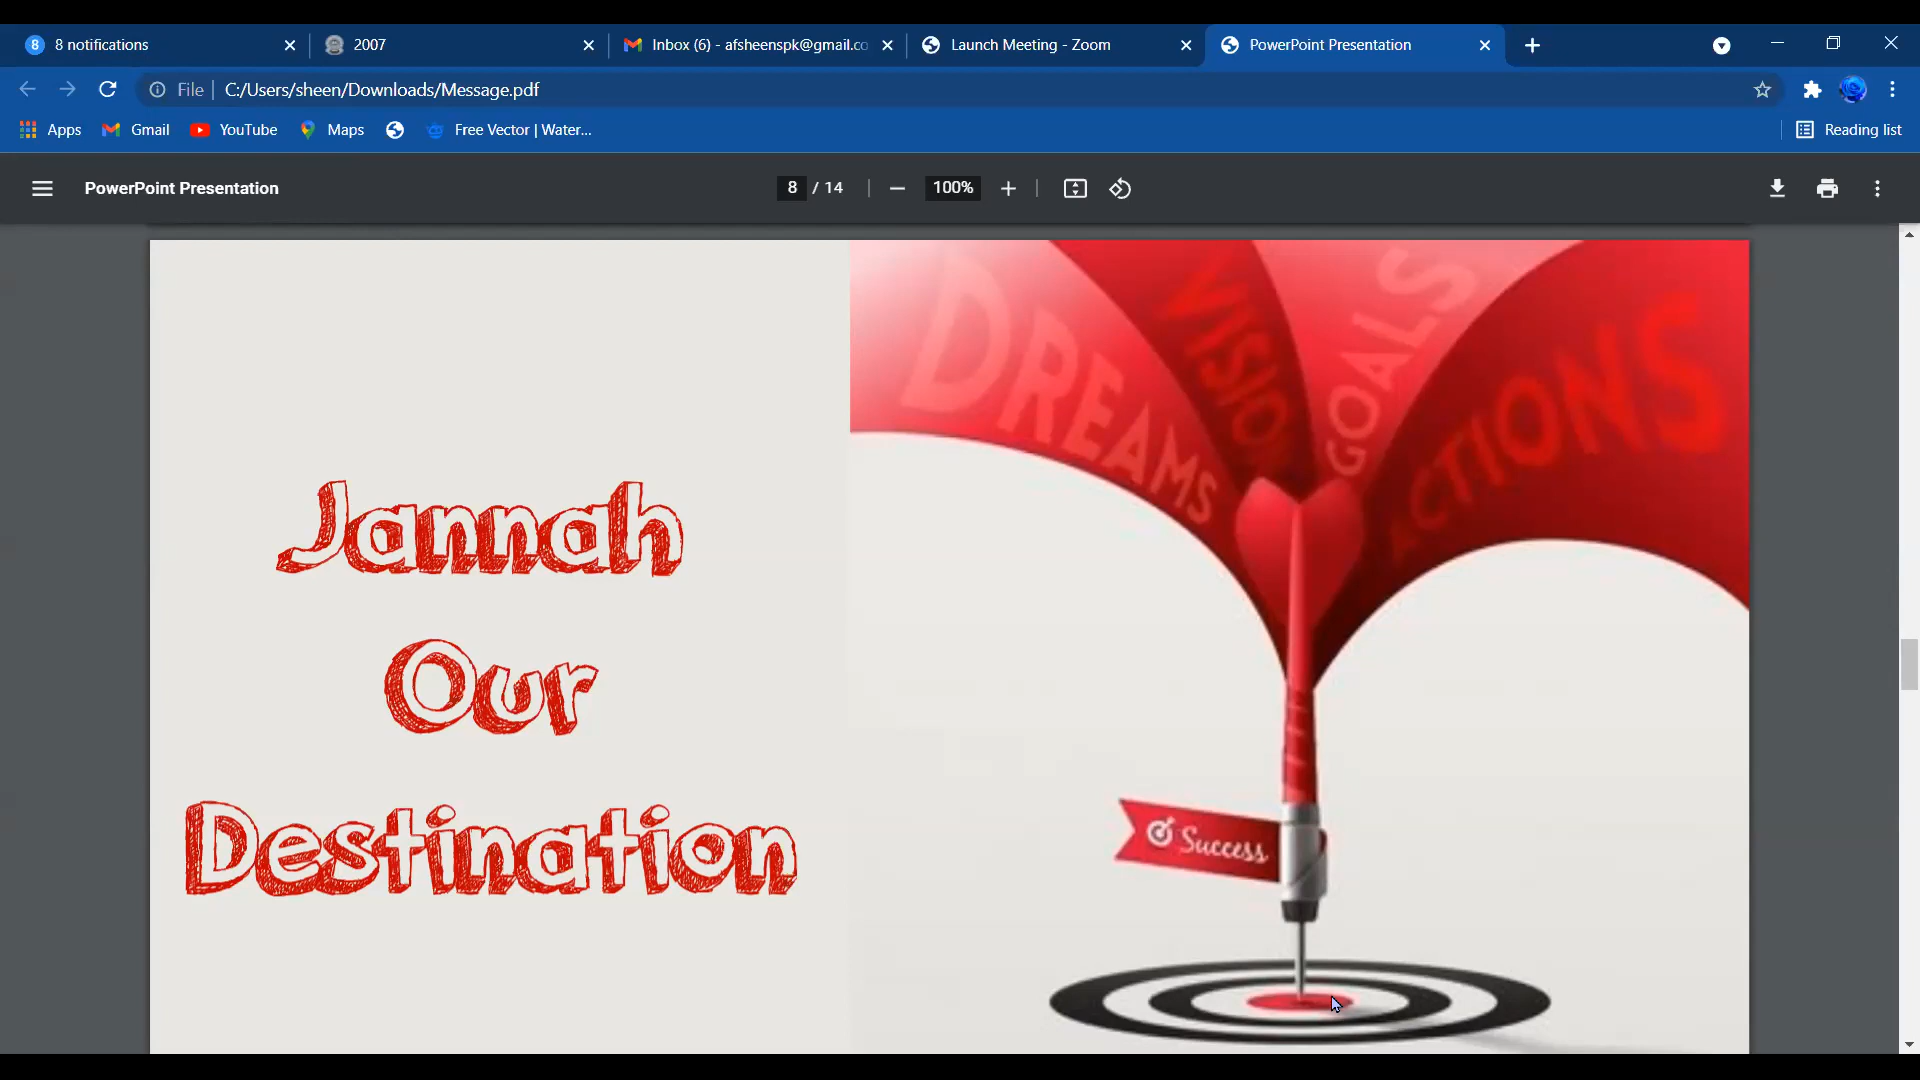 8 8 notifications
2007
Inbox (6) - afsheenspk@gmail.co
Launch Meeting - Zoom
PowerPoint Presentation
File C:/Users/sheen/Downloads/Message.pdf
Apps
Gmail
YouTube
Maps
Free Vector | Water...
Reading list
PowerPoint Presentation
8 / 14
100%
DREAMS
VISION
GOALS
ACTIONS
Jannah
Our
Destination
Success